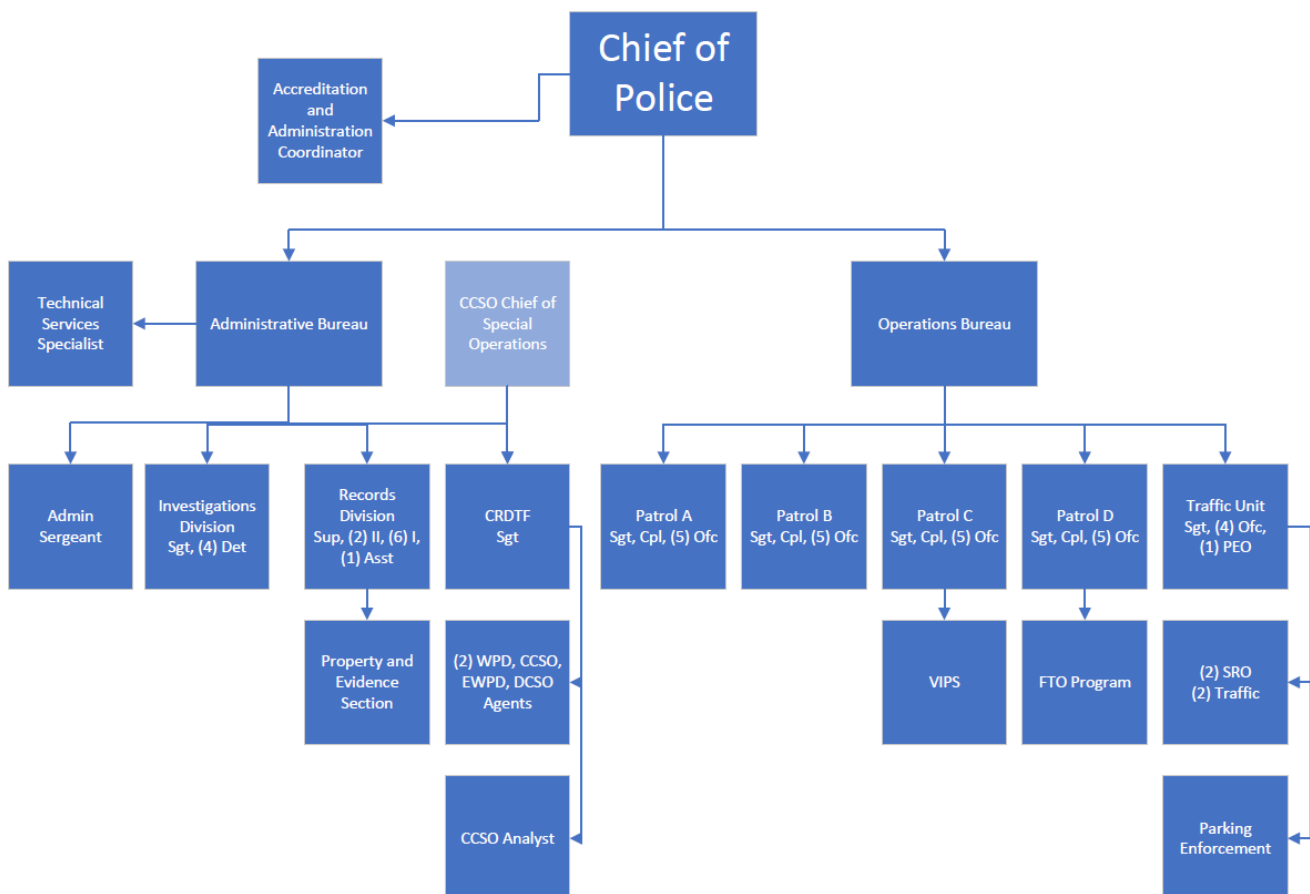 Chief of
Police
Accreditation
and
Administration
Coordinator
Technical
Services
Specialist
Administrative Bureau
CCSO Chief of
Special
Operations
Operations Bureau
Admin
Sergeant
Investigations
Division
Sgt, (4) Det
Records
Division
Sup, (2) II, (6) I,
(1) Asst
CRDTF
Sgt
Patrol A
Sgt, Cpl, (5) Ofc
Patrol B
Sgt, Cpl, (5) Ofc
Patrol C
Sgt, Cpl, (5) Ofc
Patrol D
Sgt, Cpl, (5) Ofc
Traffic Unit
Sgt, (4) Ofc,
(1) PEO
Property and
Evidence
Section
(2) WPD, CCSO,
EWPD, DCSO
Agents
VIPS
FTO Program
(2) SRO
(2) Traffic
CCSO Analyst
Parking
Enforcement